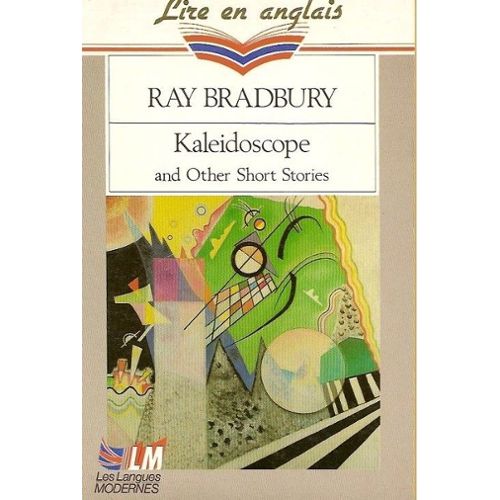 Lire en anglais
RAY BRADBURY
Kaleidoscope
and Other Short Stories
LM
Les Langues
MODERNES